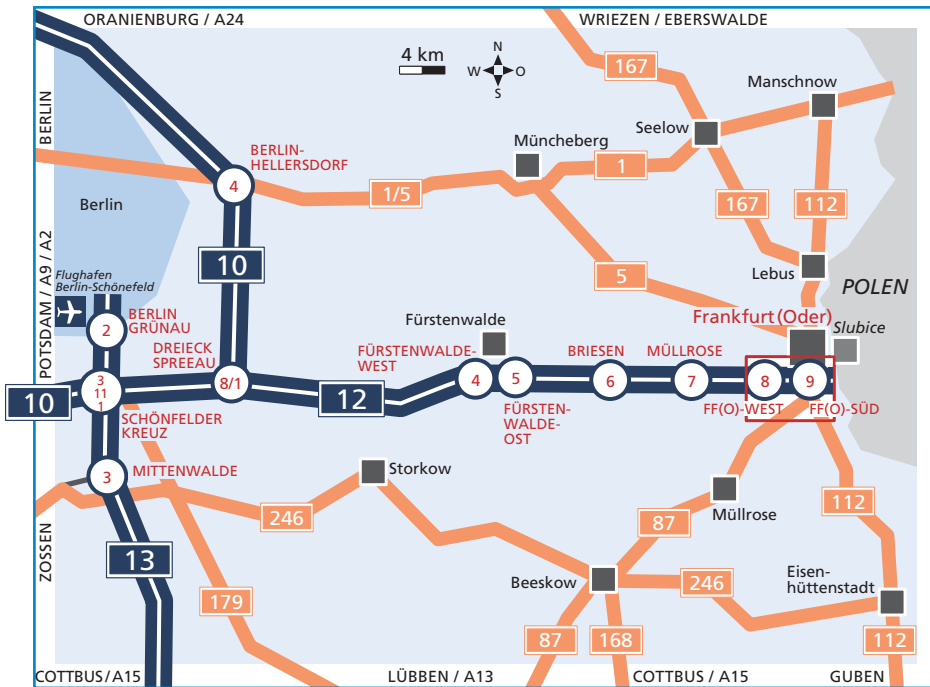 ORANIENBURG / A24
WRIEZEN / EBERSWALDE
4 km
N
W
O
S
167
Manschnow
BERLIN
Seelow
Müncheberg
BERLIN-
HELLERSDORF
1
4
1/5
167
112
Berlin
10
5
Lebus
POLEN
Flughafen
Berlin-Schönefeld
POTSDAM / A9 / A2
2
BERLIN
GRÜNAU
Fürstenwalde
Frankfurt(Oder)
Slubice
DREIECK
SPREEAU
FÜRSTENWALDE-
WEST
BRIESEN
MÜLLROSE
10
3
11
1
8/1
12
4
5
6
7
8
9
SCHÖNFELDER
KREUZ
FÜRSTEN-
WALDE-
OST
FF(O)-WEST
FF(O)-SÜD
3
MITTENWALDE
Storkow
246
87
Müllrose
112
ZOSSEN
13
179
Beeskow
246
Eisen-
hüttenstadt
87
168
112
COTTBUS/A15
LÜBBEN / A13
COTTBUS / A15
GUBEN